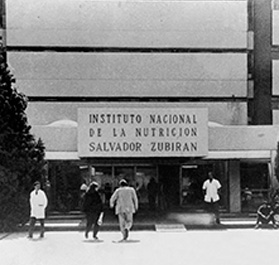 INSTITUTO NACIONAL
DE LA NUTRICION
SALVADOR ZUBIRAN